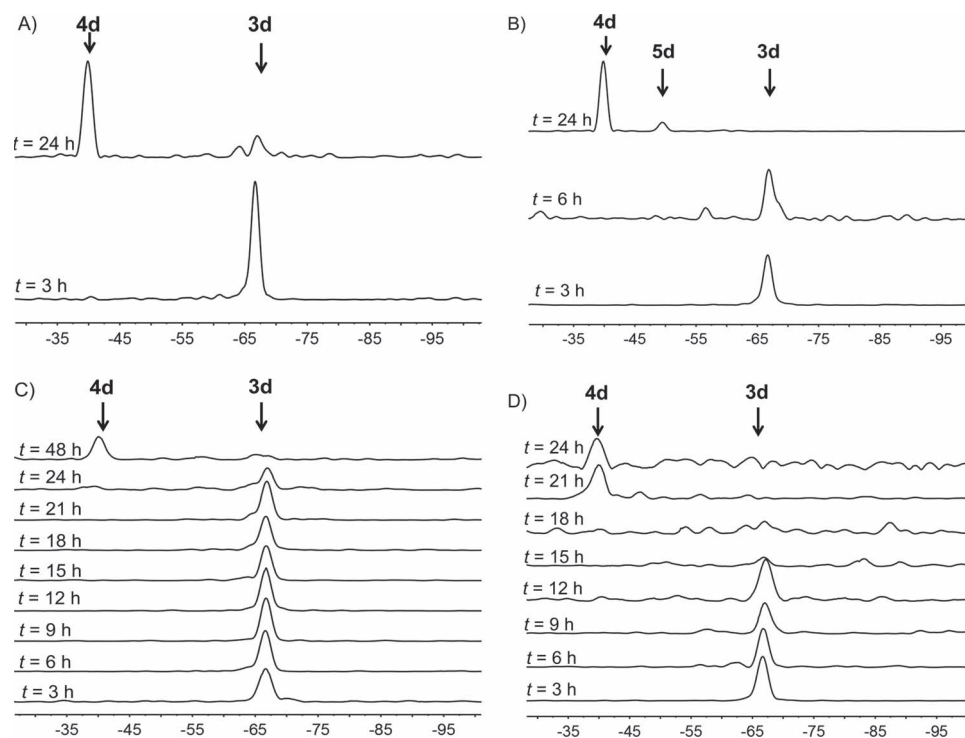 A)
4d
3d
t = 24 h
t = 3 h
-35 -45 -55 -65 -75 -85 -95
B)
4d
5d
3d
t = 24 h
t = 6 h
t = 3 h
-35 -45 -55 -65 -75 -85 -95
C)
4d
3d
t = 48 h
t = 24 h
t = 21 h
t = 18 h
t = 15 h
t = 12 h
t = 9 h
t = 6 h
t = 3 h
-35 -45 -55 -65 -75 -85 -95
D)
4d
3d
t = 24 h
t = 21 h
t = 18 h
t = 15 h
t = 12 h
t = 9 h
t = 6 h
t = 3 h
-35 -45 -55 -65 -75 -85 -95